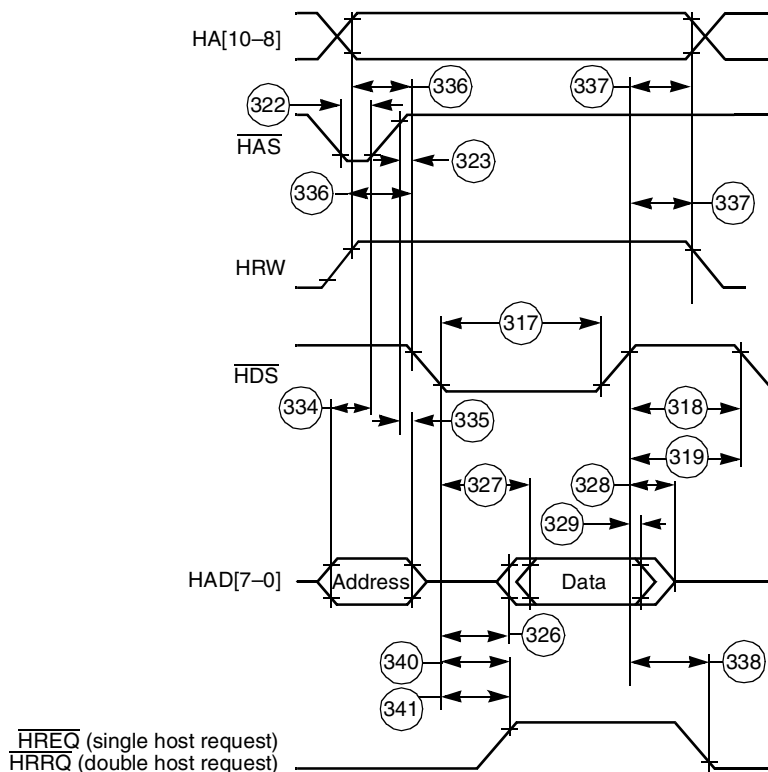 HA[10–8]
336
337
322
HAS
323
336
337
HRW
317
HDS
334
335
318
319
327
328
329
HAD[7–0]
Address
Data
326
340
338
341
HREQ (single host request)
HRRQ (double host request)